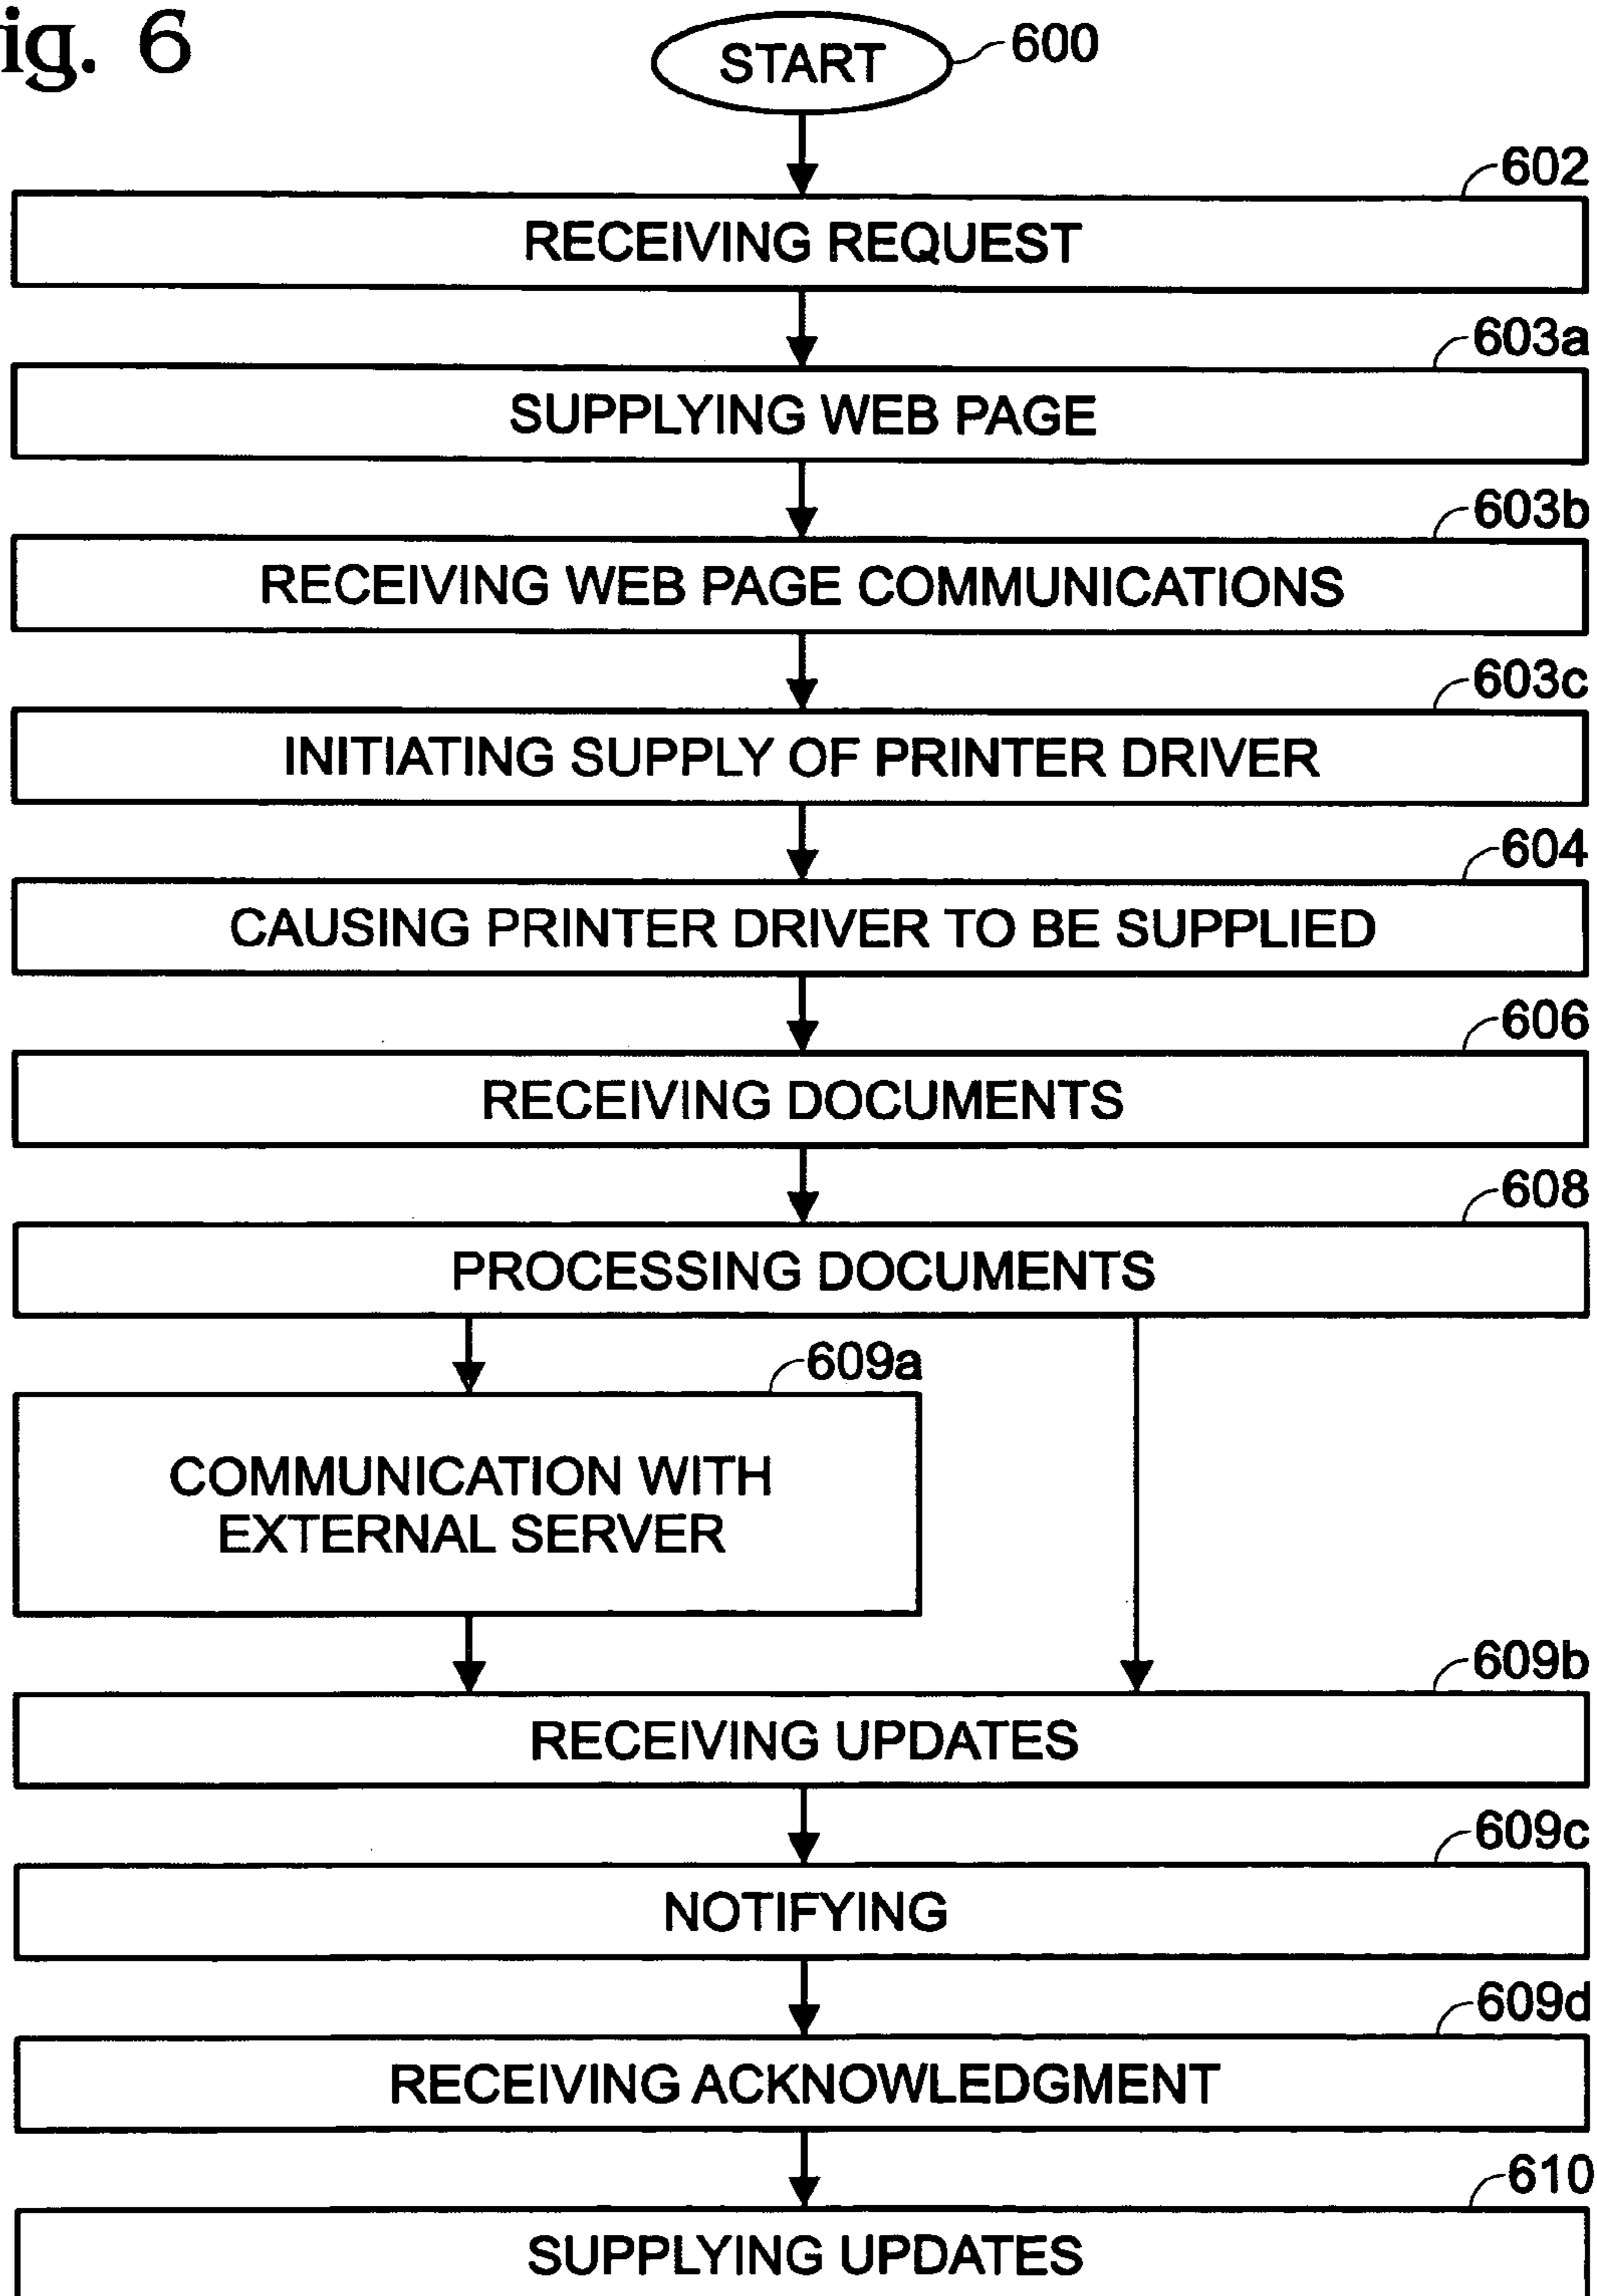 ig. 6
START
600
602
RECEIVING REQUEST
603a
SUPPLYING WEB PAGE
603b
RECEIVING WEB PAGE COMMUNICATIONS
603c
INITIATING SUPPLY OF PRINTER DRIVER
604
CAUSING PRINTER DRIVER TO BE SUPPLIED
606
RECEIVING DOCUMENTS
608
PROCESSING DOCUMENTS
609a
COMMUNICATION WITH
EXTERNAL SERVER
609b
RECEIVING UPDATES
609c
NOTIFYING
609d
RECEIVING ACKNOWLEDGMENT
610
SUPPLYING UPDATES